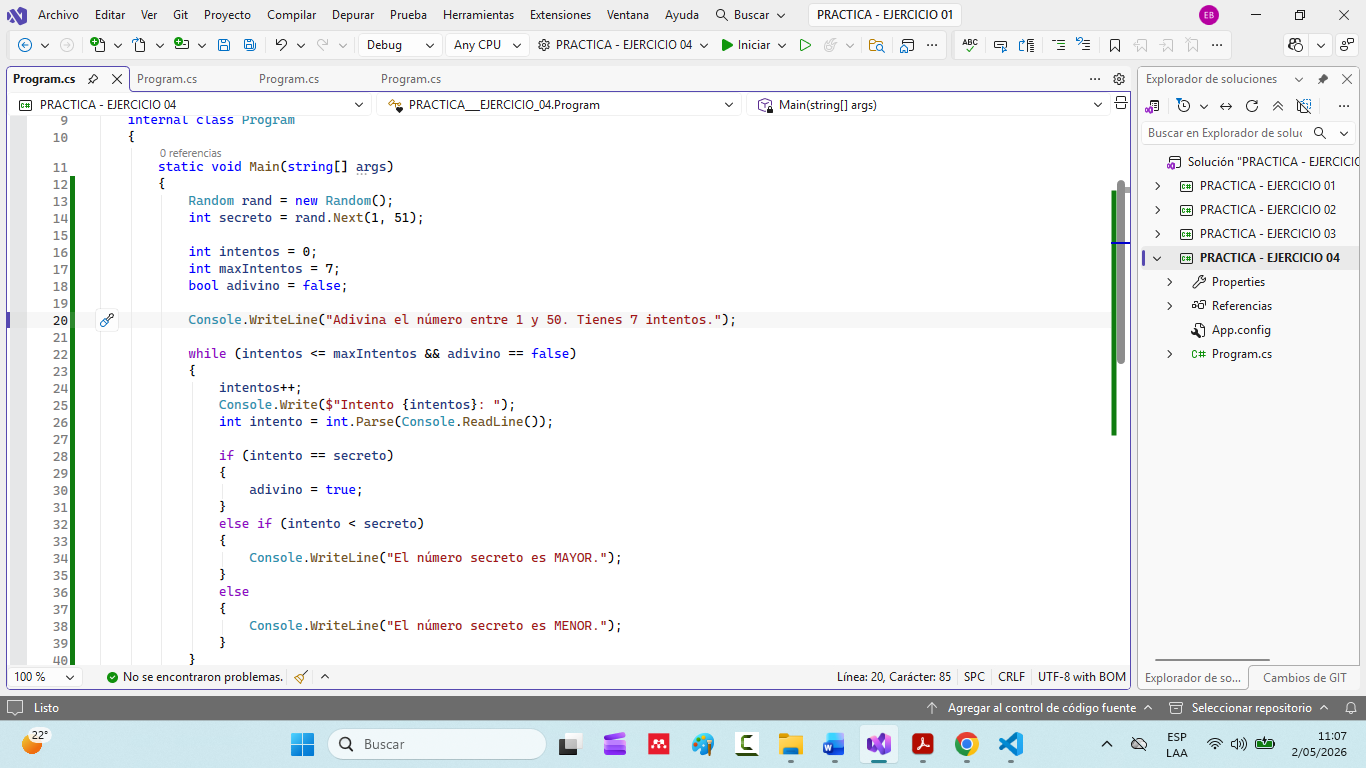 Archivo Editar Ver Git Proyecto Compilar Depurar Prueba Herramientas Extensiones Ventana Ayuda Buscar PRACTICA - EJERCICIO 01 EB
Debug Any CPU PRACTICA - EJERCICIO 04 Iniciar ABC
Program.cs Program.cs Program.cs Program.cs
PRACTICA - EJERCICIO 04 PRACTICA___EJERCICIO_04.Program Main(string[] args)
9 internal class Program
10 {
0 referencias
11 static void Main(string[] args)
12 {
13 Random rand = new Random();
14 int secreto = rand.Next(1, 51);
15
16 int intentos = 0;
17 int maxIntentos = 7;
18 bool adivino = false;
19
20 Console.WriteLine("Adivina el número entre 1 y 50. Tienes 7 intentos.");
21
22 while (intentos <= maxIntentos && adivino == false)
23 {
24 intentos++;
25 Console.Write($"Intento {intentos}: ");
26 int intento = int.Parse(Console.ReadLine());
27
28 if (intento == secreto)
29 {
30 adivino = true;
31 }
32 else if (intento < secreto)
33 {
34 Console.WriteLine("El número secreto es MAYOR.");
35 }
36 else
37 {
38 Console.WriteLine("El número secreto es MENOR.");
39 }
40 }
100 % No se encontraron problemas. Línea: 20, Carácter: 85 SPC CRLF UTF-8 with BOM
Explorador de soluciones
Buscar en Explorador de soluc
Solución "PRACTICA - EJERCICIO
PRACTICA - EJERCICIO 01
PRACTICA - EJERCICIO 02
PRACTICA - EJERCICIO 03
PRACTICA - EJERCICIO 04
Properties
Referencias
App.config
C# Program.cs
Explorador de so... Cambios de GIT
Listo Agregar al control de código fuente Seleccionar repositorio
22° Buscar ESP LAA 11:07
2/05/2026